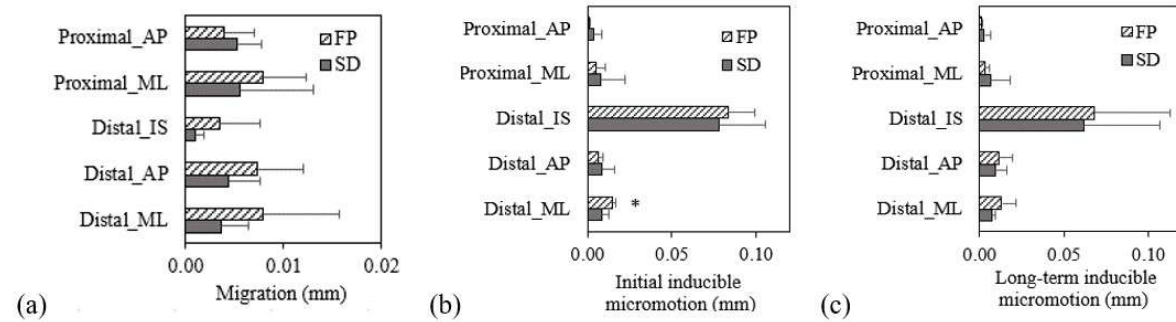 Proximal_AP
Proximal_ML
Distal_IS
Distal_AP
Distal_ML
FP
SD
0.00 0.01 0.02
Migration (mm)
(a)
Proximal_AP
Proximal_ML
Distal_IS
Distal_AP
Distal_ML
FP
SD
*
0.00 0.05 0.10
Initial inducible
micromotion (mm)
(b)
Proximal_AP
Proximal_ML
Distal_IS
Distal_AP
Distal_ML
FP
SD
0.00 0.05 0.10
Long-term inducible
micromotion (mm)
(c)